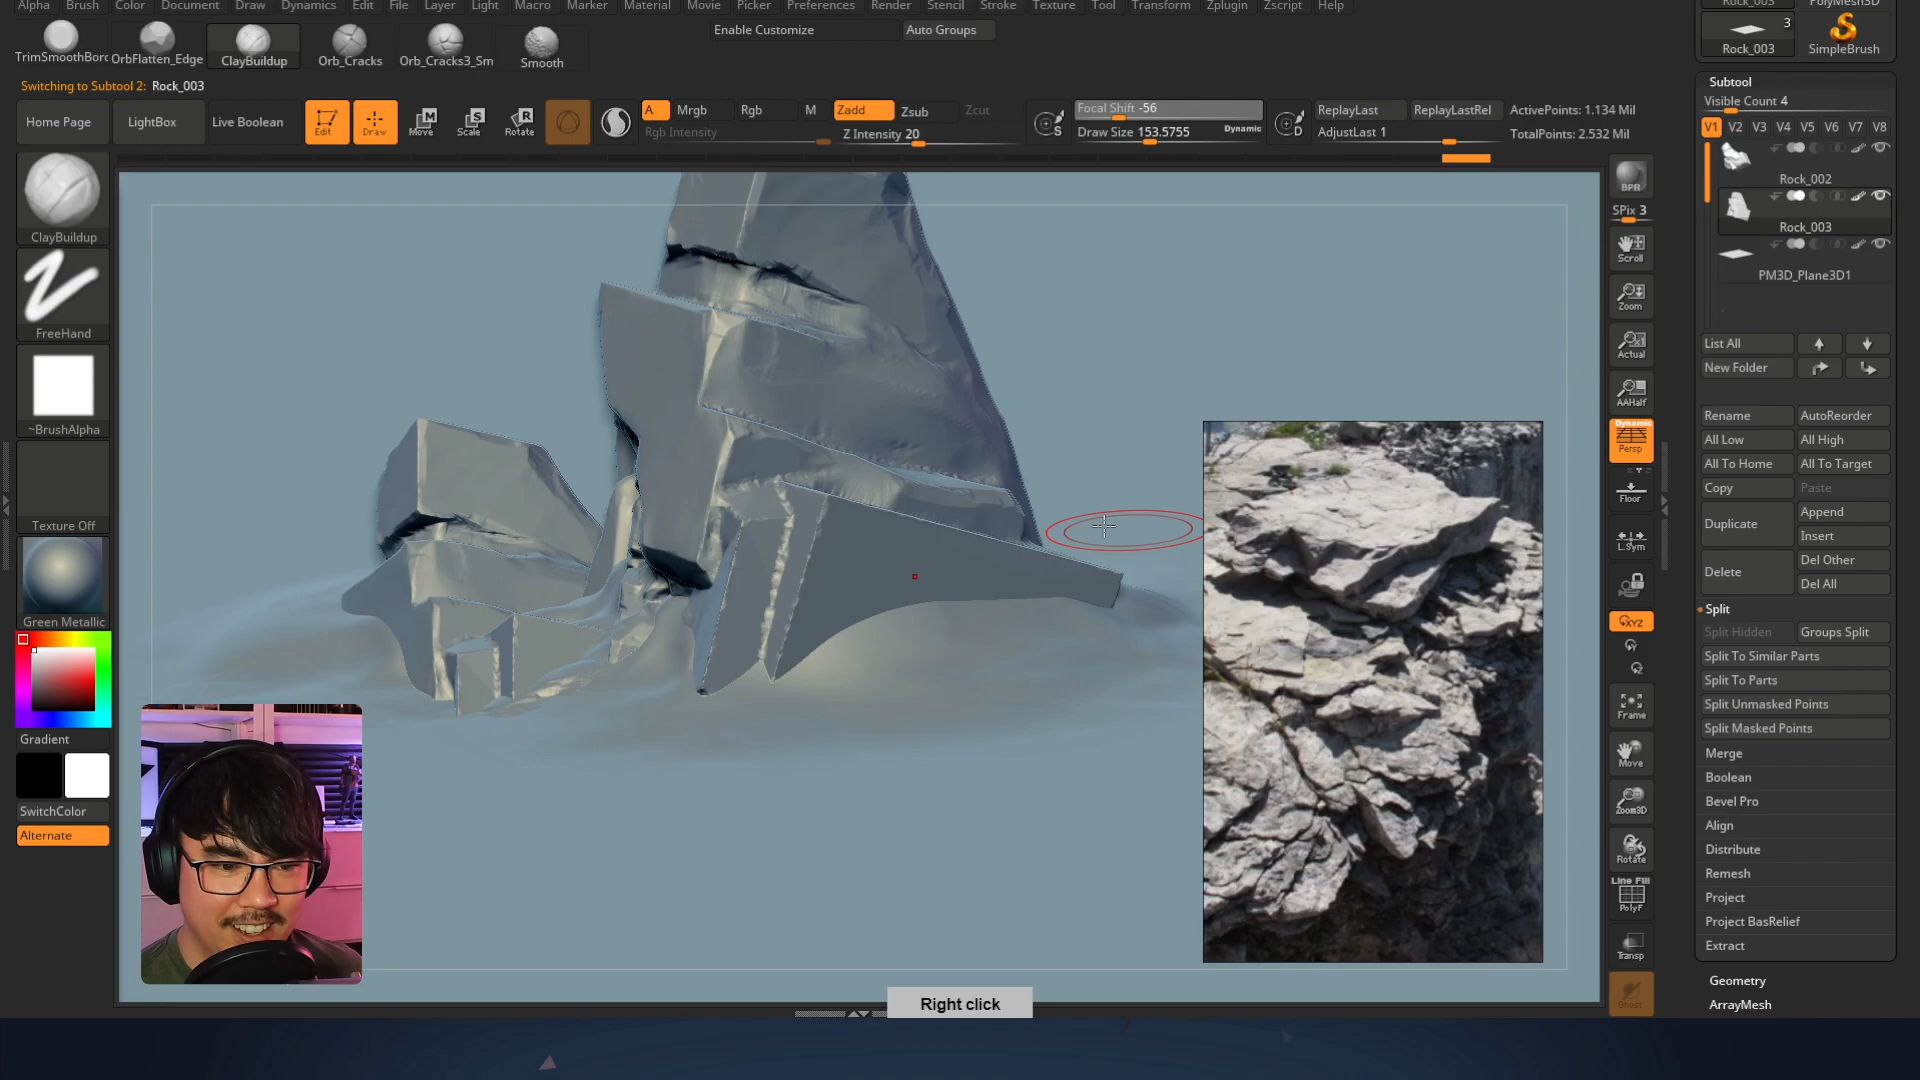 Alpha Brush Color Document Draw Dynamics Edit File Layer Light Macro Marker Material Movie Picker Preferences Render Stencil Stroke Texture Tool Transform Zplugin Zscript Help
Rock_003 PolyMesh3D
TrimSmoothBorc OrbFlatten_Edge ClayBuildup Orb_Cracks Orb_Cracks3_Sm Smooth
Enable Customize Auto Groups
3
Rock_003 SimpleBrush
Switching to Subtool 2: Rock_003
Home Page LightBox Live Boolean Edit Draw Move Scale Rotate
A Mrgb Rgb M Zadd Zsub Zcut
Rgb Intensity Z Intensity 20
S Focal Shift -56
Draw Size 153.5755 Dynamic
D ReplayLast ReplayLastRel ActivePoints: 1.134 Mil
AdjustLast 1 TotalPoints: 2.532 Mil
Subtool
Visible Count 4
V1 V2 V3 V4 V5 V6 V7 V8
Rock_002
Rock_003
PM3D_Plane3D1
List All
New Folder
Rename AutoReorder
All Low All High
All To Home All To Target
Copy Paste
Duplicate Append
Insert
Delete Del Other
Del All
Split
Split Hidden Groups Split
Split To Similar Parts
Split To Parts
Split Unmasked Points
Split Masked Points
Merge
Boolean
Bevel Pro
Align
Distribute
Remesh
Project
Project BasRelief
Extract
Geometry
ArrayMesh
ClayBuildup
FreeHand
~BrushAlpha
Texture Off
Green Metallic
Gradient
SwitchColor
Alternate
BPR
SPix 3
Scroll
Zoom
Actual
AAHalf
Dynamic
Persp
Floor
L.Sym
XYZ
Frame
Move
Zoom3D
Rotate
Line Fill
PolyF
Transp
Ghost
Right click